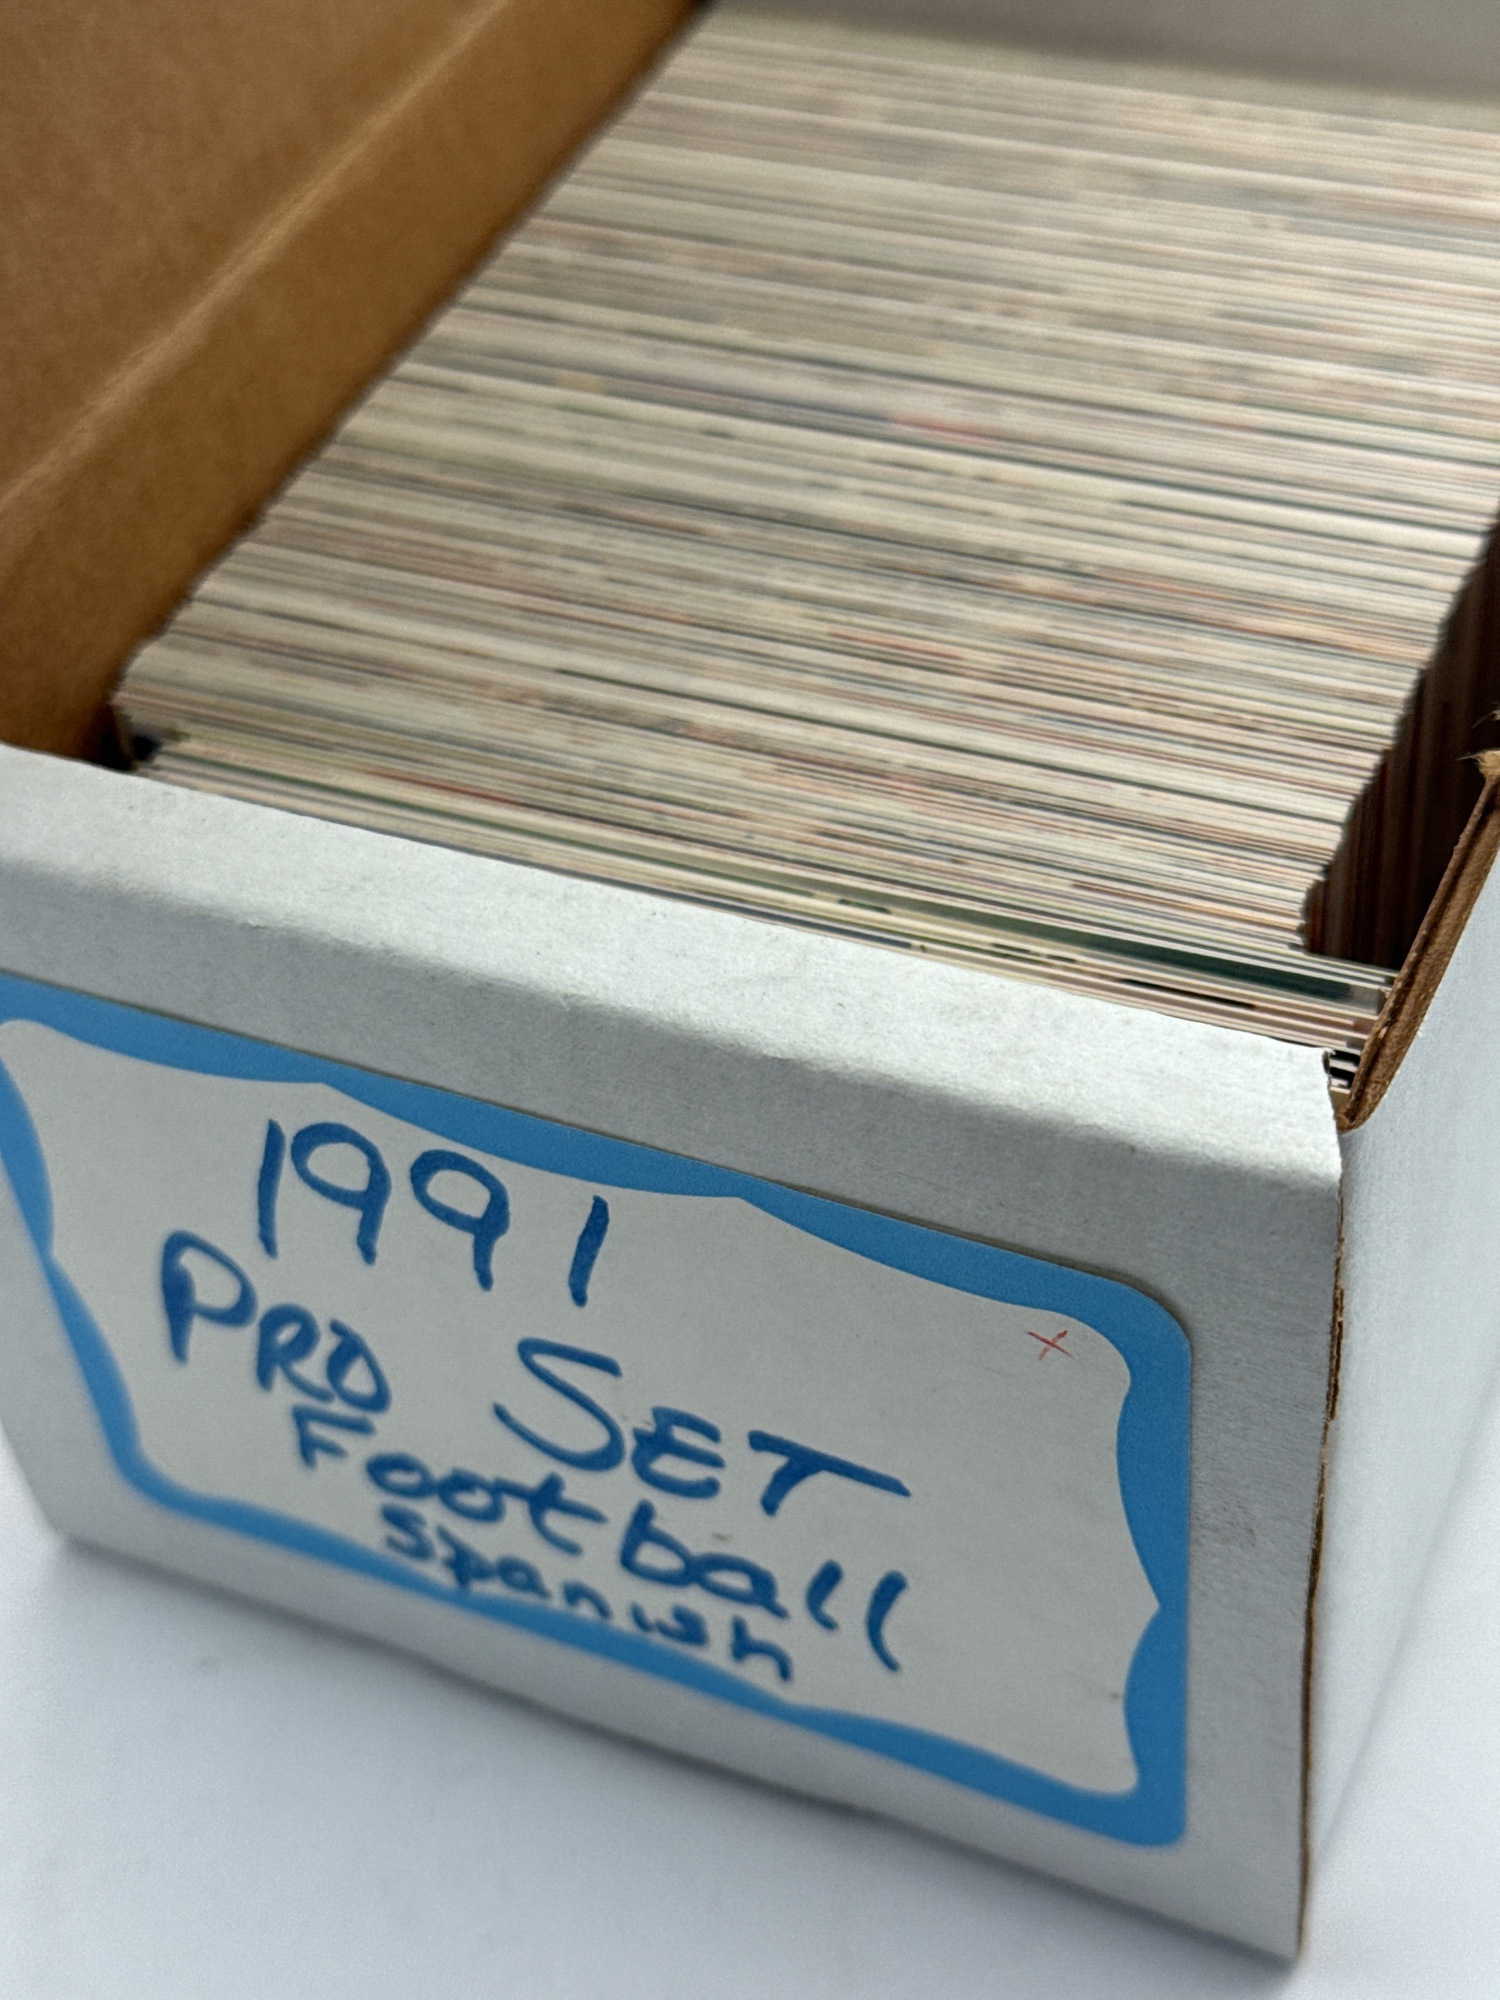 1991
PRO SET
Football
Spanish